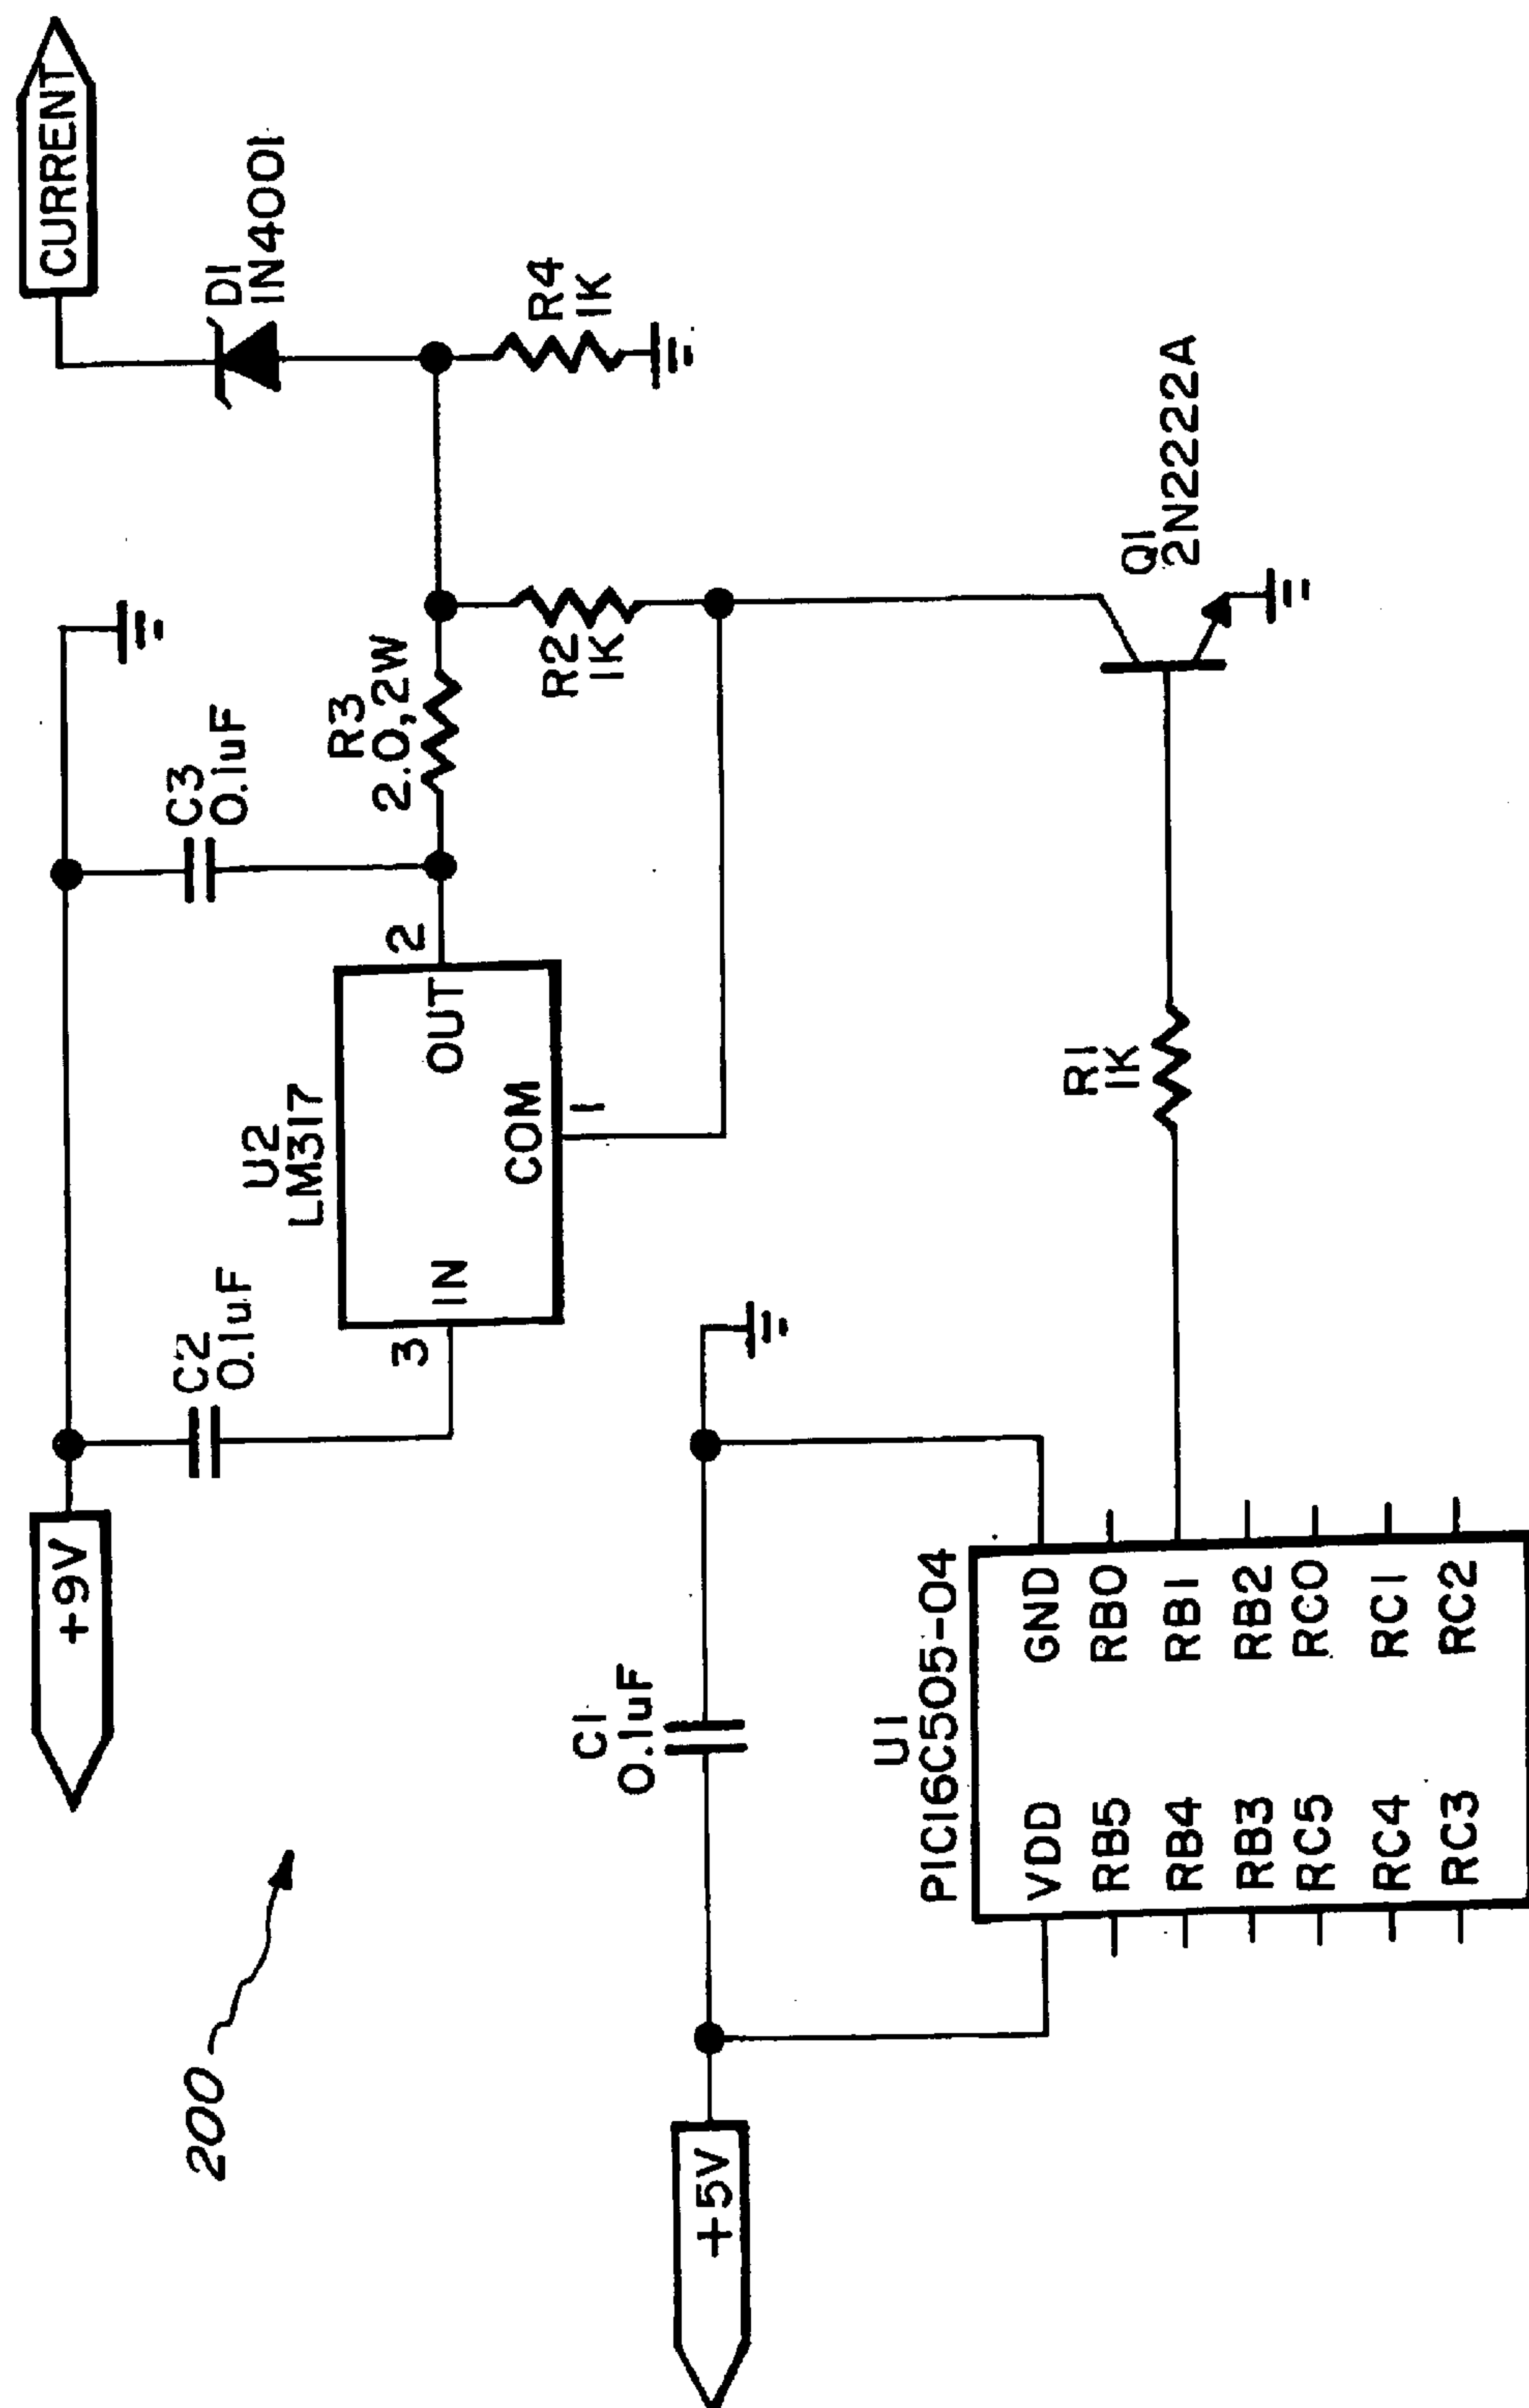 200
+9V
C2
0.1uF
C3
0.1uF
CURRENT
D1
1N4001
U2
LM317
3
IN
OUT
2
COM
1
R3
2.0,2W
R2
1K
R4
1K
+5V
C1
0.1uF
U1
PIC16C505-04
VDD
GND
RB5
RB0
RB4
RB1
RB3
RB2
RC5
RC0
RC4
RC1
RC3
RC2
R1
1K
Q1
2N2222A